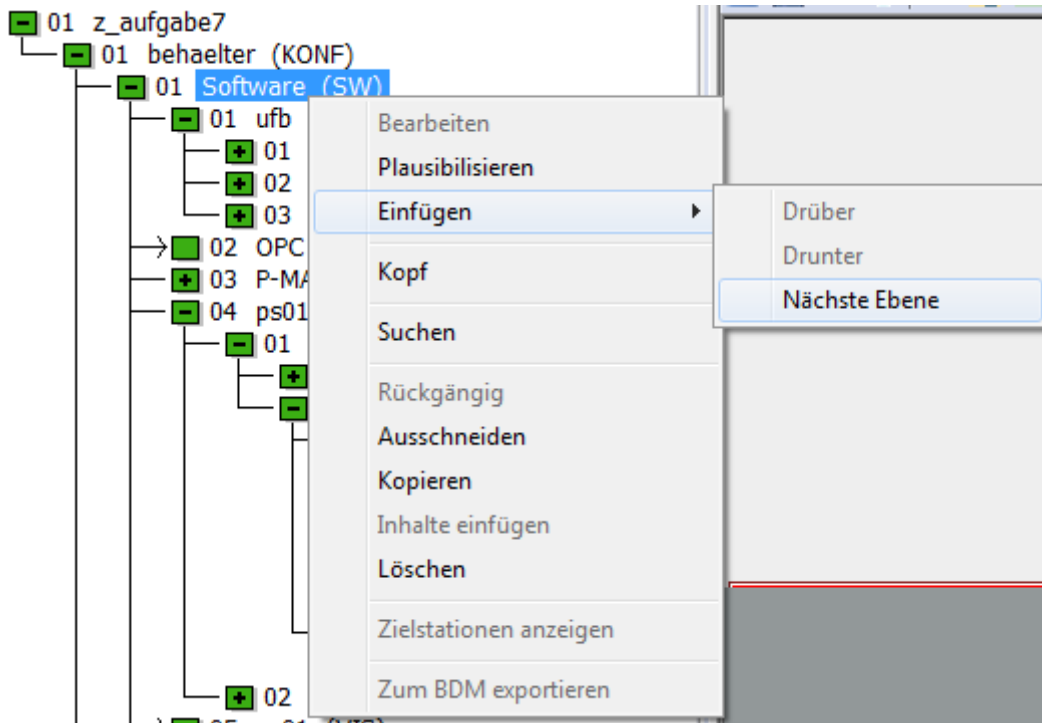 01 z_aufgabe7
01 behaelter (KONF)
01 Software (SW)
01 ufb
01
02
03
02 OPC
03
04 ps01
01
02
Bearbeiten
Plausibilisieren
Einfügen
Kopf
Suchen
Rückgängig
Ausschneiden
Kopieren
Inhalte einfügen
Löschen
Zielstationen anzeigen
Zum BDM exportieren
Drüber
Drunter
Nächste Ebene